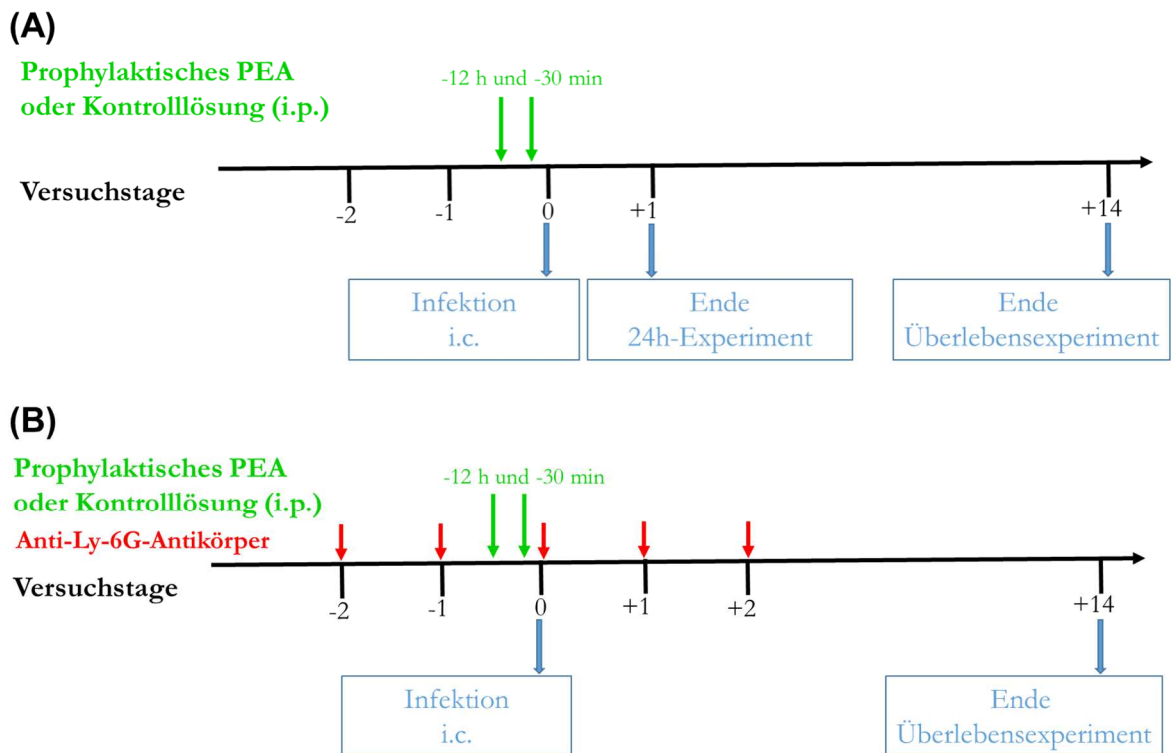 (A)
Prophylaktisches PEA
oder Kontrolllösung (i.p.)
-12 h und -30 min
Versuchstage
-2
-1
0
+1
+14
Infektion
i.c.
Ende
24h-Experiment
Ende
Überlebensexperiment
(B)
Prophylaktisches PEA
oder Kontrolllösung (i.p.)
-12 h und -30 min
Anti-Ly-6G-Antikörper
Versuchstage
-2
-1
0
+1
+2
+14
Infektion
i.c.
Ende
Überlebensexperiment